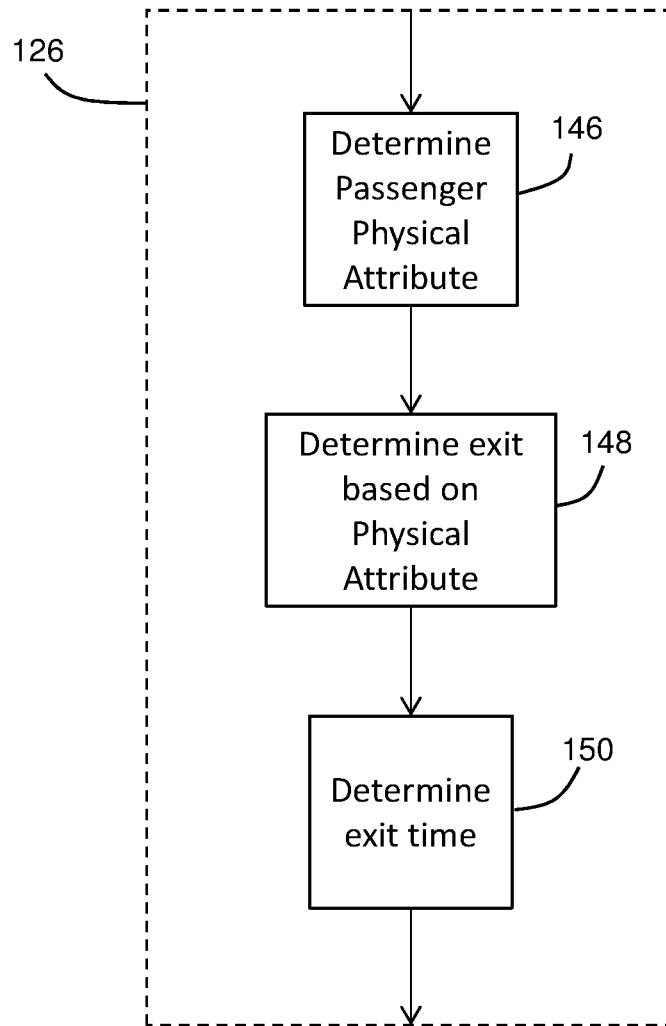 126
146
Determine
Passenger
Physical
Attribute
Determine exit
based on
Physical
Attribute
148
150
Determine
exit time